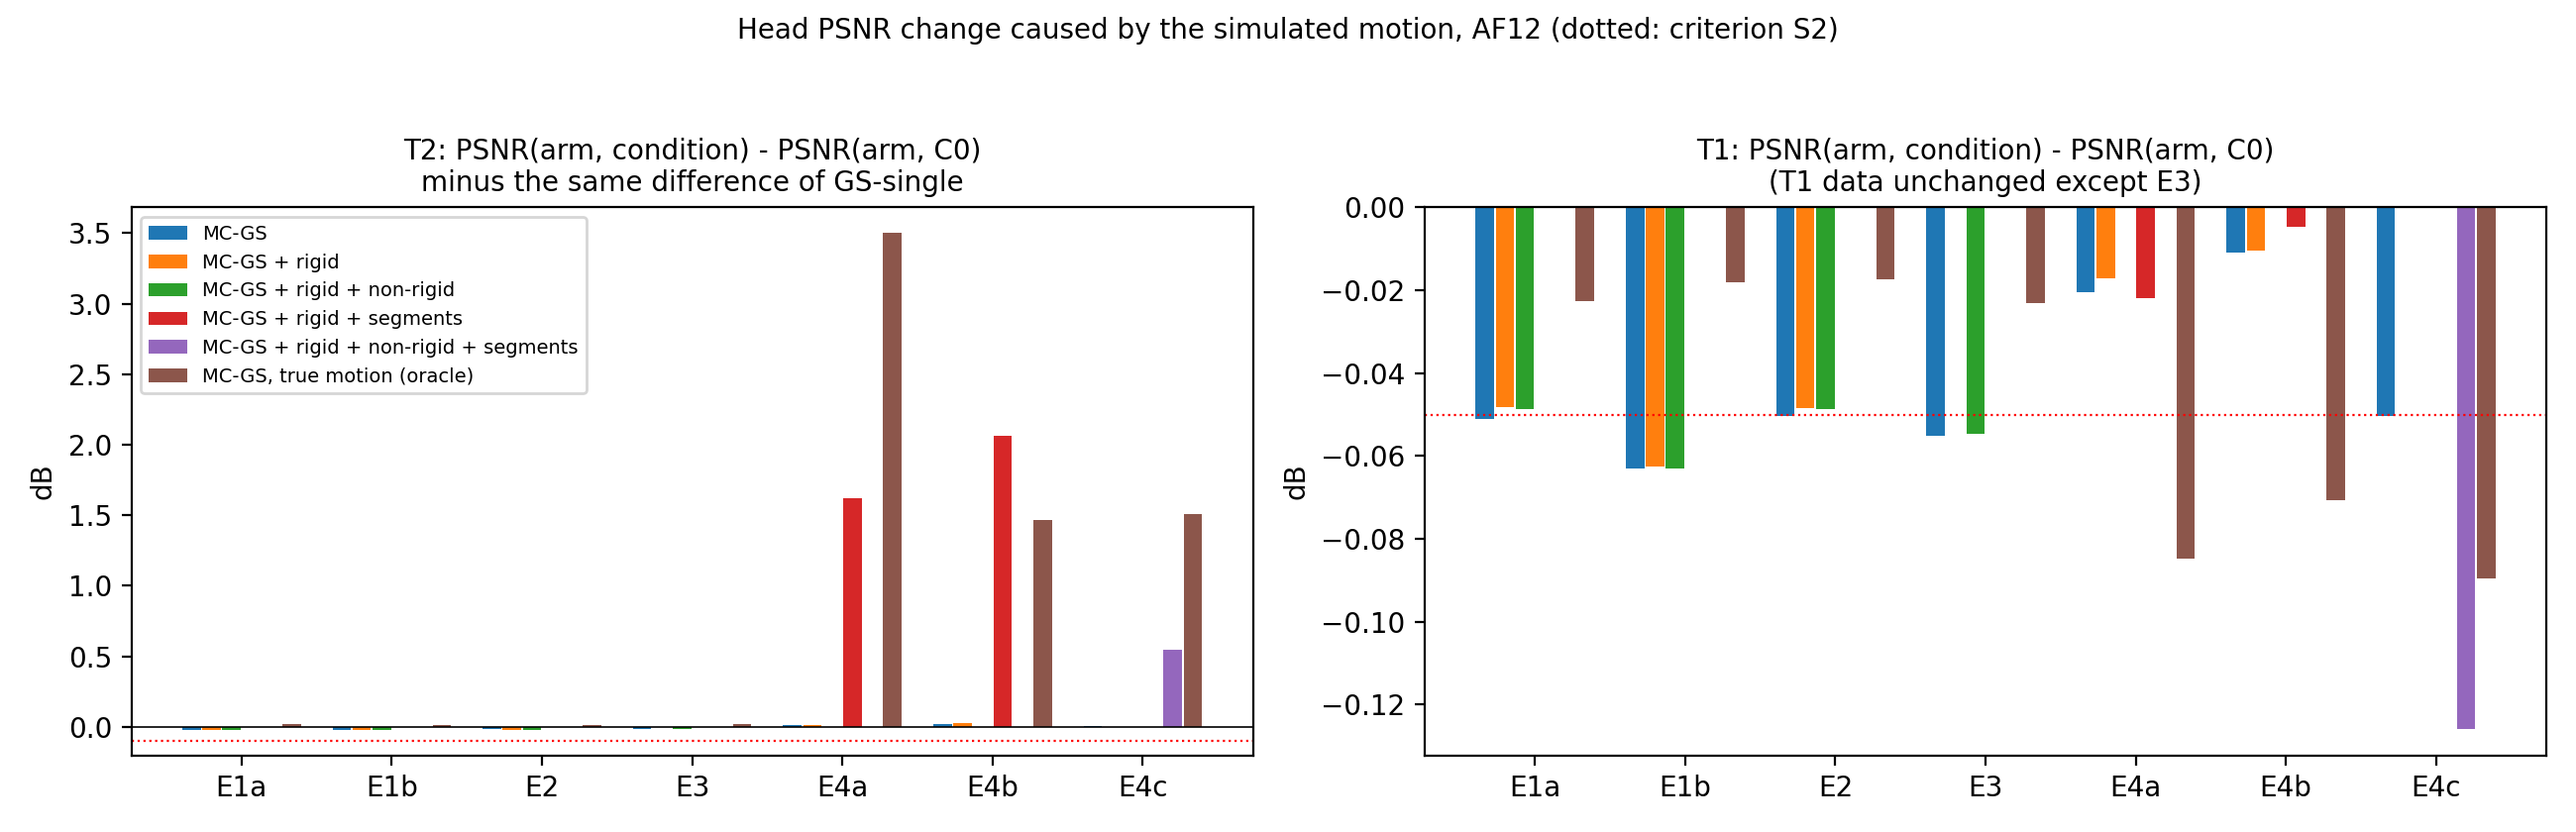 Head PSNR change caused by the simulated motion, AF12 (dotted: criterion S2)
T2: PSNR(arm, condition) - PSNR(arm, C0)
minus the same difference of GS-single
dB
3.5
3.0
2.5
2.0
1.5
1.0
0.5
0.0
MC-GS
MC-GS + rigid
MC-GS + rigid + non-rigid
MC-GS + rigid + segments
MC-GS + rigid + non-rigid + segments
MC-GS, true motion (oracle)
E1a
E1b
E2
E3
E4a
E4b
E4c
T1: PSNR(arm, condition) - PSNR(arm, C0)
(T1 data unchanged except E3)
dB
0.00
−0.02
−0.04
−0.06
−0.08
−0.10
−0.12
E1a
E1b
E2
E3
E4a
E4b
E4c